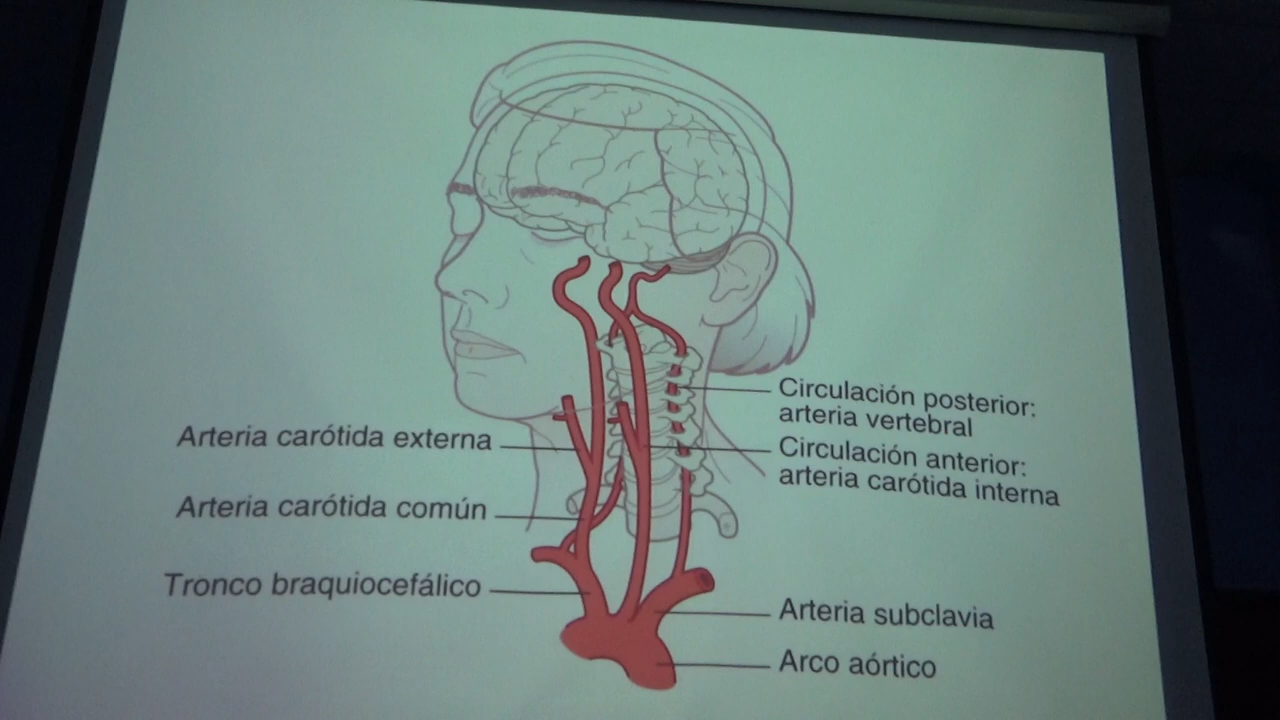 Arteria carótida externa
Arteria carótida común
Tronco braquiocefálico
Circulación posterior:
arteria vertebral
Circulación anterior:
arteria carótida interna
Arteria subclavia
Arco aórtico